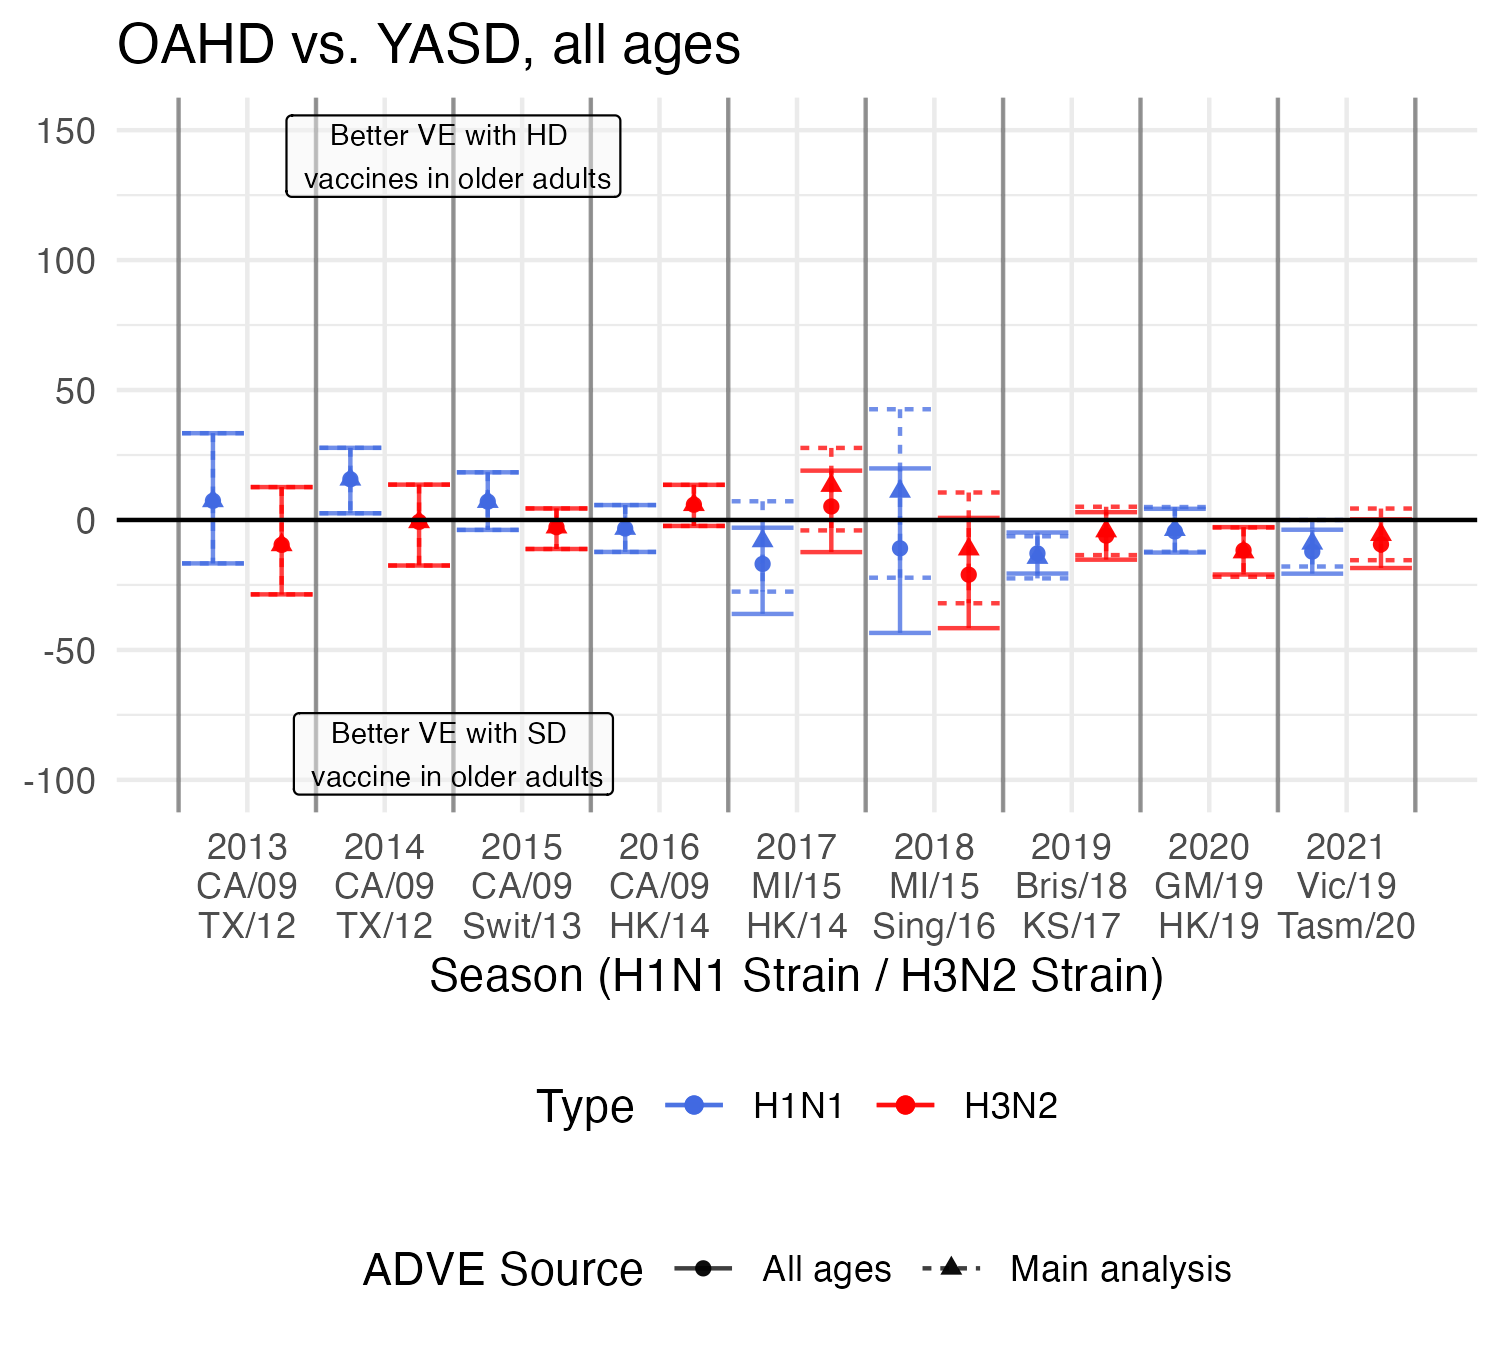 OAHD vs. YASD, all ages
150
Better VE with HD
vaccines in older adults
100
50
0
-50
Better VE with SD
vaccine in older adults
-100
2013 2014 2015 2016 2017 2018 2019 2020 2021
CA/09 CA/09 CA/09 CA/09 MI/15 MI/15 Bris/18 GM/19 Vic/19
TX/12 TX/12 Swit/13 HK/14 HK/14 Sing/16 KS/17 HK/19 Tasm/20
Season (H1N1 Strain / H3N2 Strain)
Type H1N1 H3N2
ADVE Source All ages Main analysis